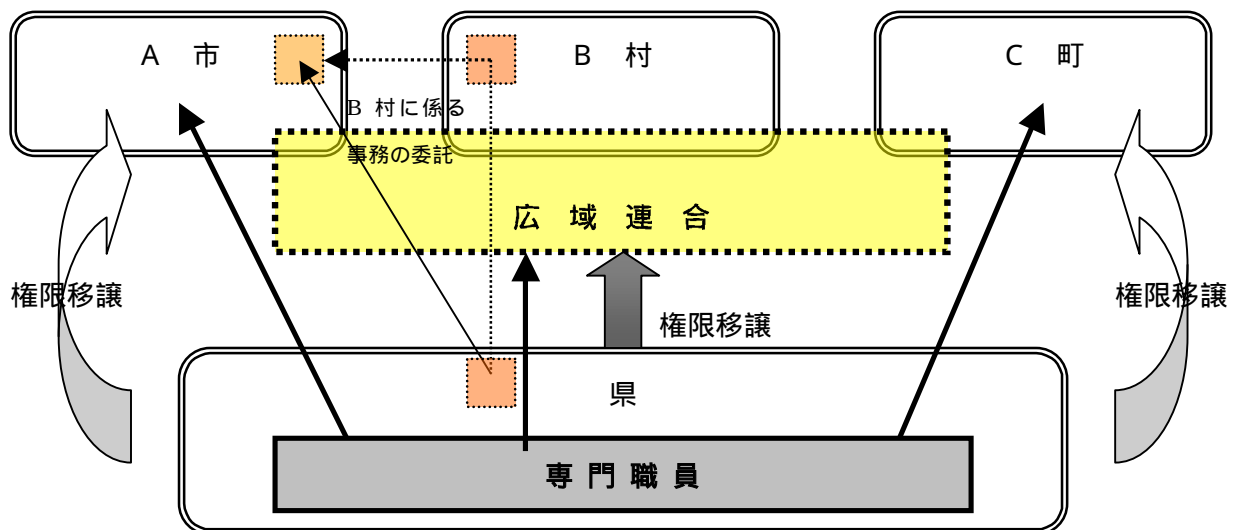 A 市
B 村
C 町
B 村に係る
事務の委託
広 域 連 合
権限移譲
権限移譲
権限移譲
県
専 門 職 員